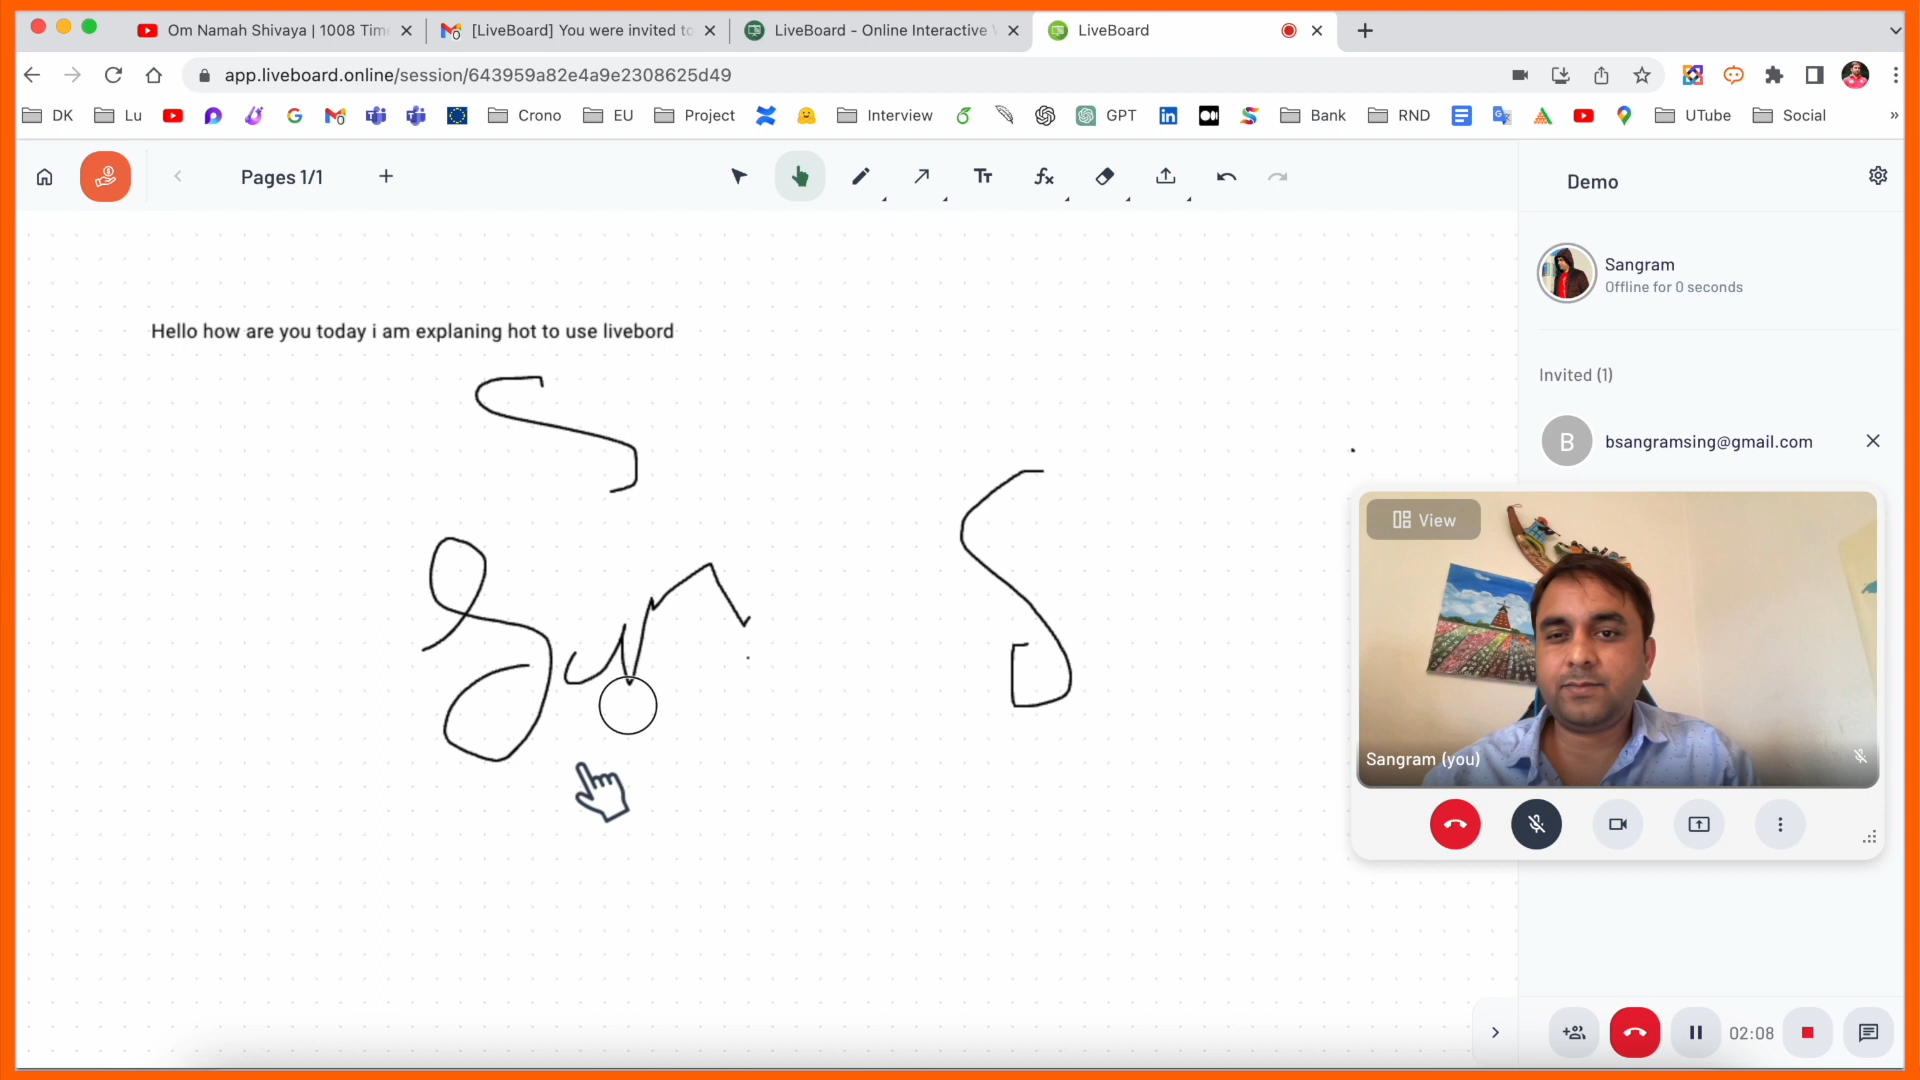 Om Namah Shivaya | 1008 Tim
[LiveBoard] You were invited to
LiveBoard - Online Interactive
LiveBoard
app.liveboard.online/session/643959a82e4a9e2308625d49
DK Lu Crono EU Project Interview GPT Bank RND UTube Social »
Pages 1/1
Demo
Sangram
Offline for 0 seconds
Hello how are you today i am explaning hot to use livebord
Invited (1)
B bsangramsing@gmail.com
S
View
S
San
Sangram (you)
02:08